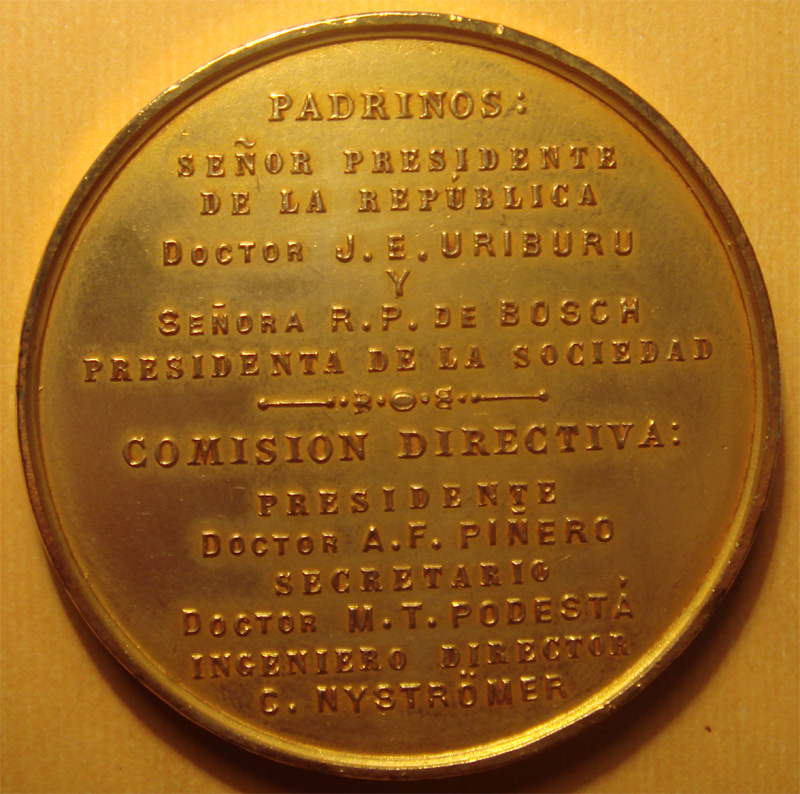 PADRINOS:
SEÑOR PRESIDENTE
DE LA REPÚBLICA
DOCTOR J. E. URIBURU
Y
SEÑORA R. P. DE BOSCH
PRESIDENTA DE LA SOCIEDAD
COMISION DIRECTIVA:
PRESIDENTE
DOCTOR A. F. PIÑERO
SECRETARIO
DOCTOR M. T. PODESTÁ
INGENIERO DIRECTOR
C. NYSTRÖMER